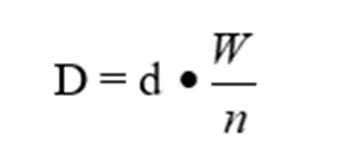 D = d • W/n